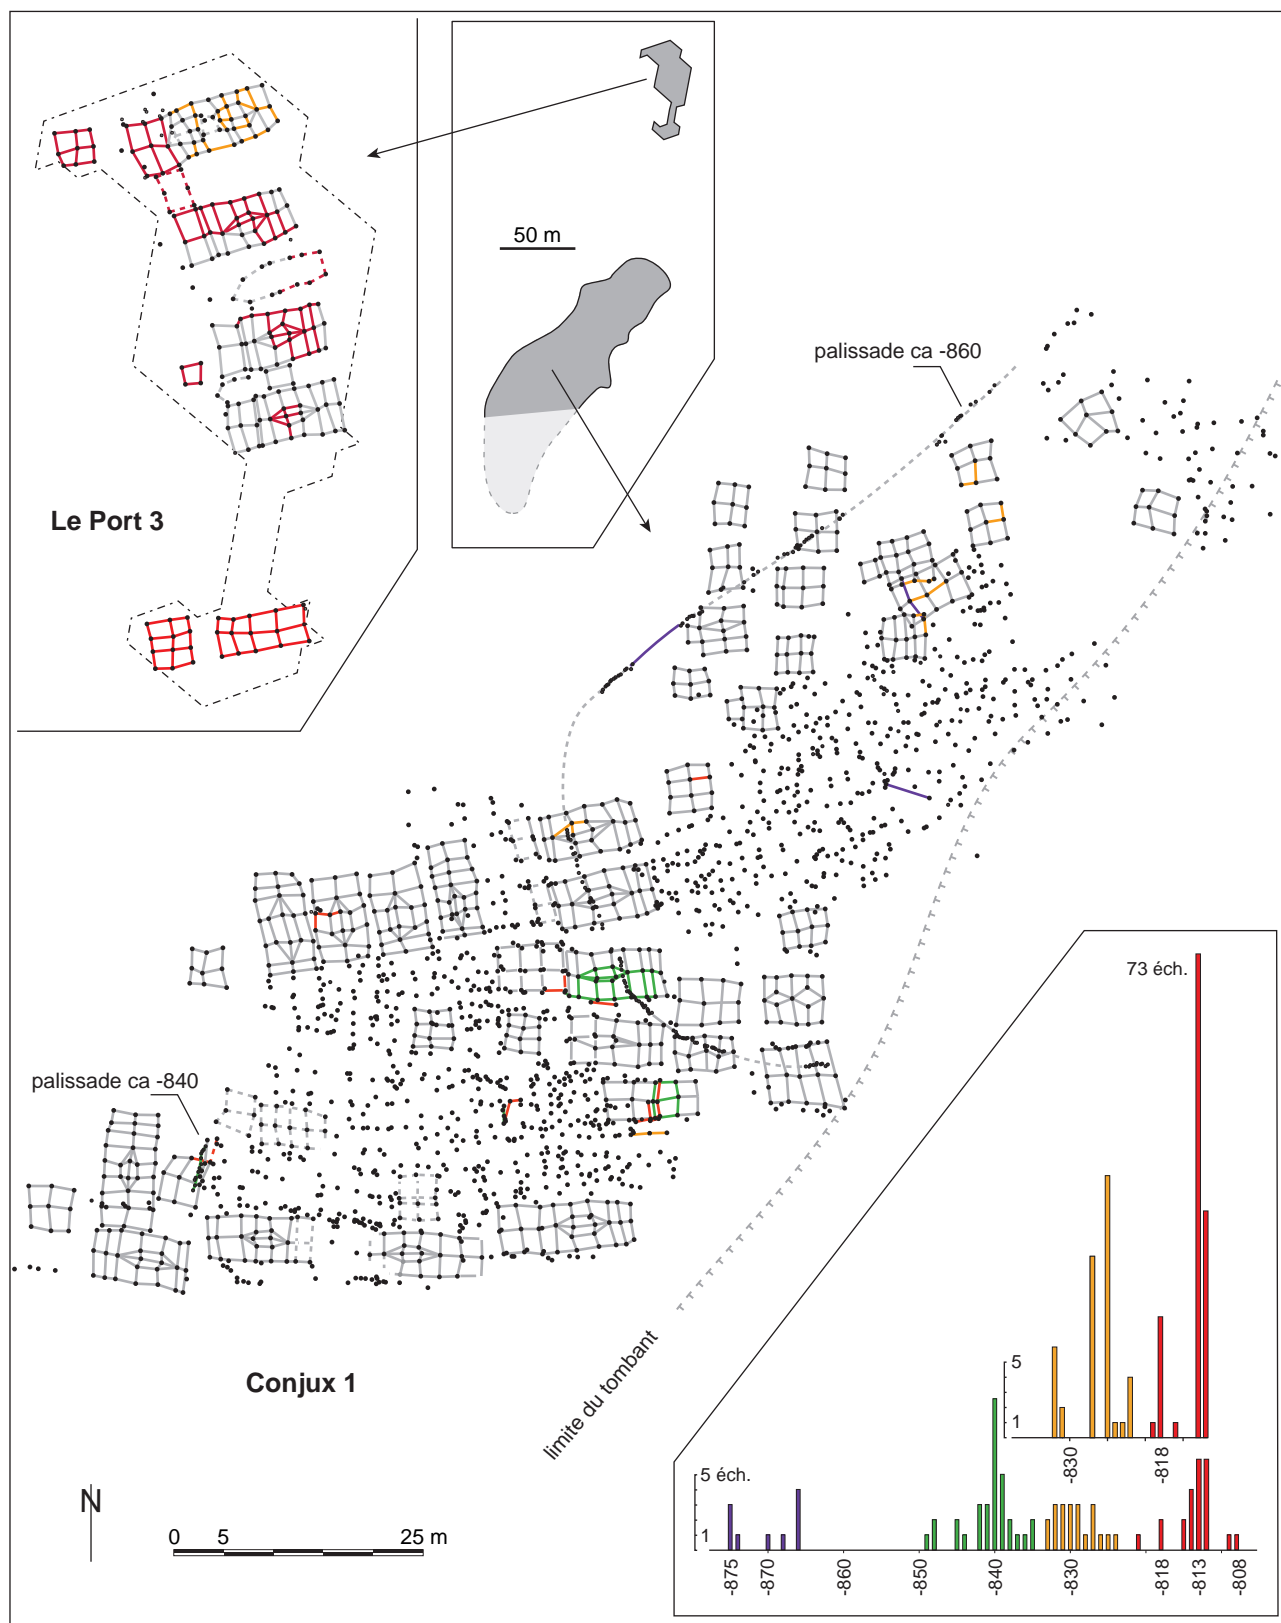 50 m
palissade ca -860
Le Port 3
73 éch.
palissade ca -840
5
1
-830
-818
Conjux 1
limite du tombant
5 éch.
1
N
0 5 25 m
-875 -870 -860 -850 -840 -830 -818 -813 -808